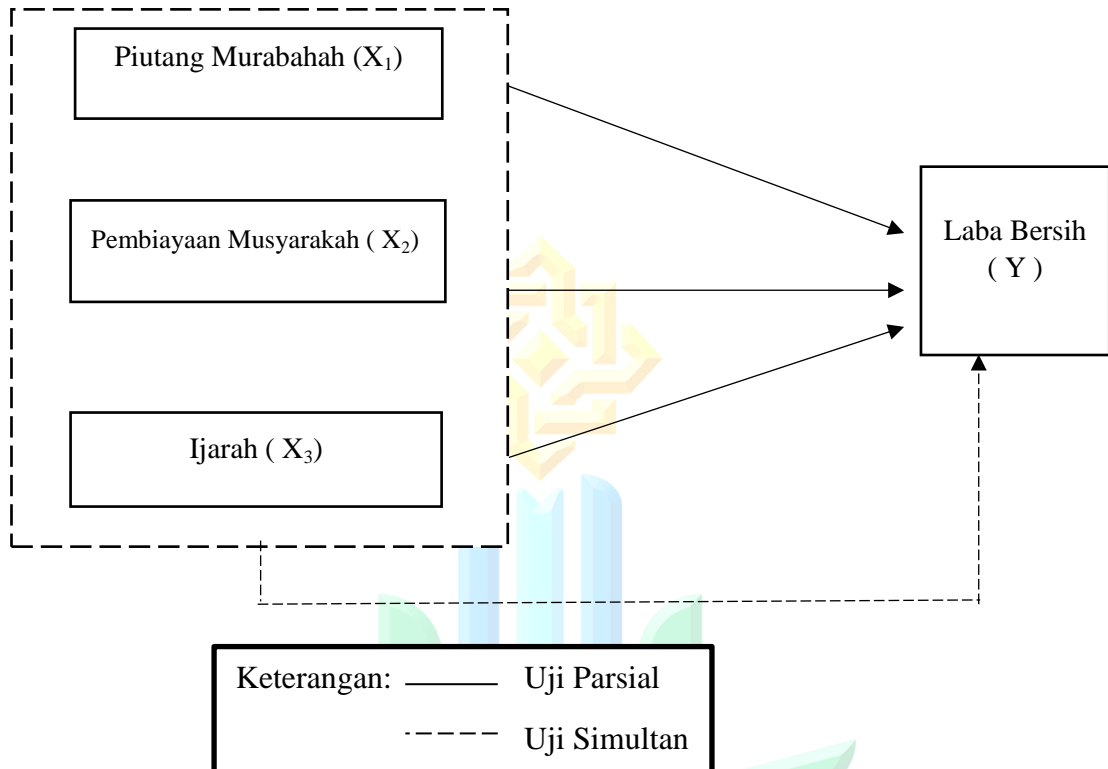 Piutang Murabahah (X₁)
Pembiayaan Musyarakah ( X₂)
Ijarah ( X₃)
Laba Bersih
( Y )
Keterangan: Uji Parsial
Uji Simultan